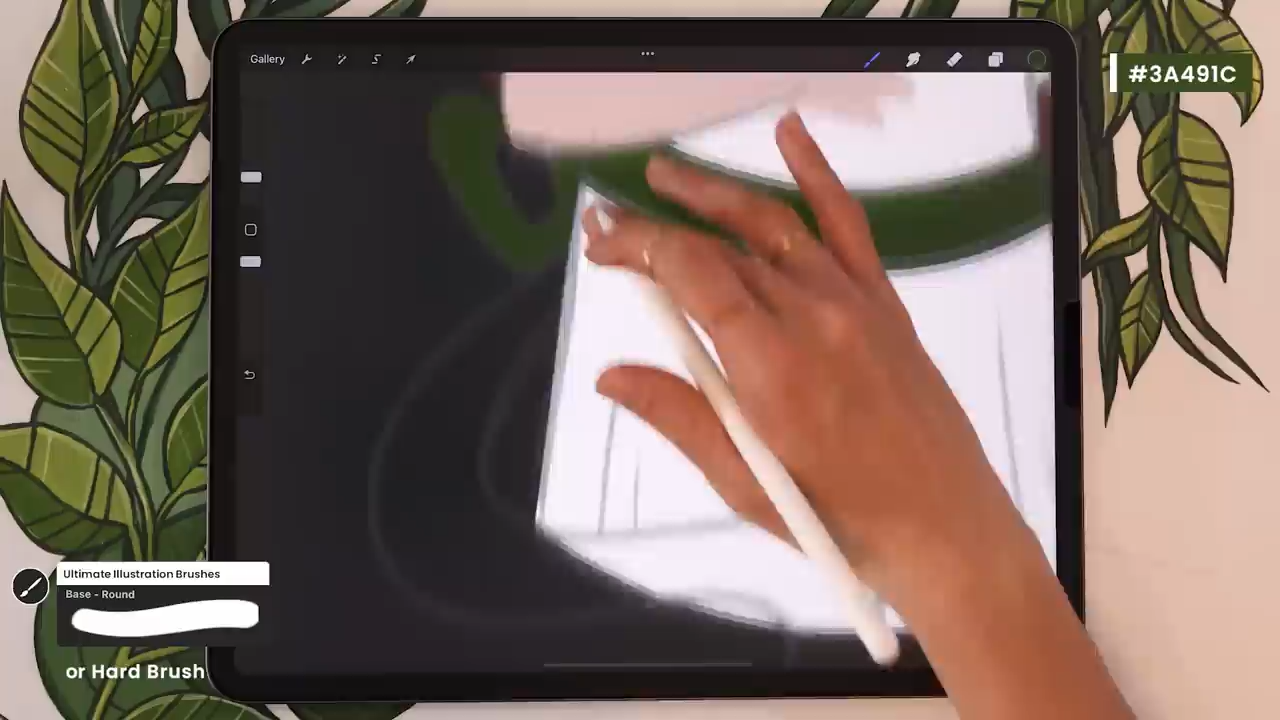 Gallery
#3A491C
Ultimate Illustration Brushes
Base - Round
or Hard Brush